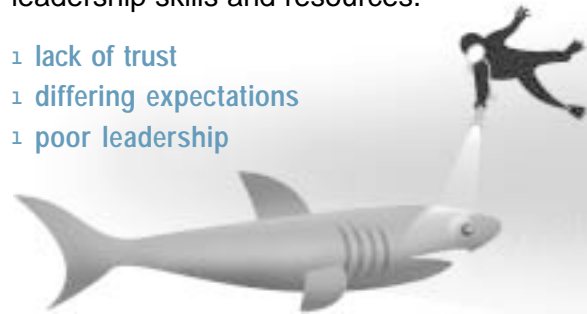 leadership skills and resources.
ı lack of trust
ı differing expectations
ı poor leadership